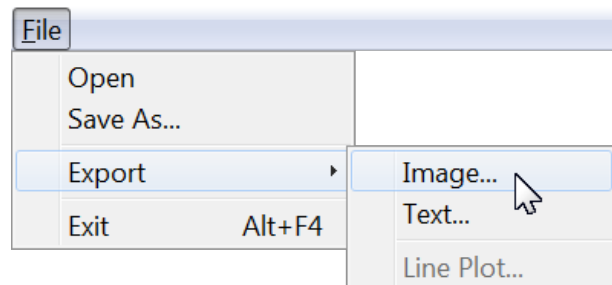 File
Open
Save As...
Export
Image...
Text...
Exit Alt+F4
Line Plot...